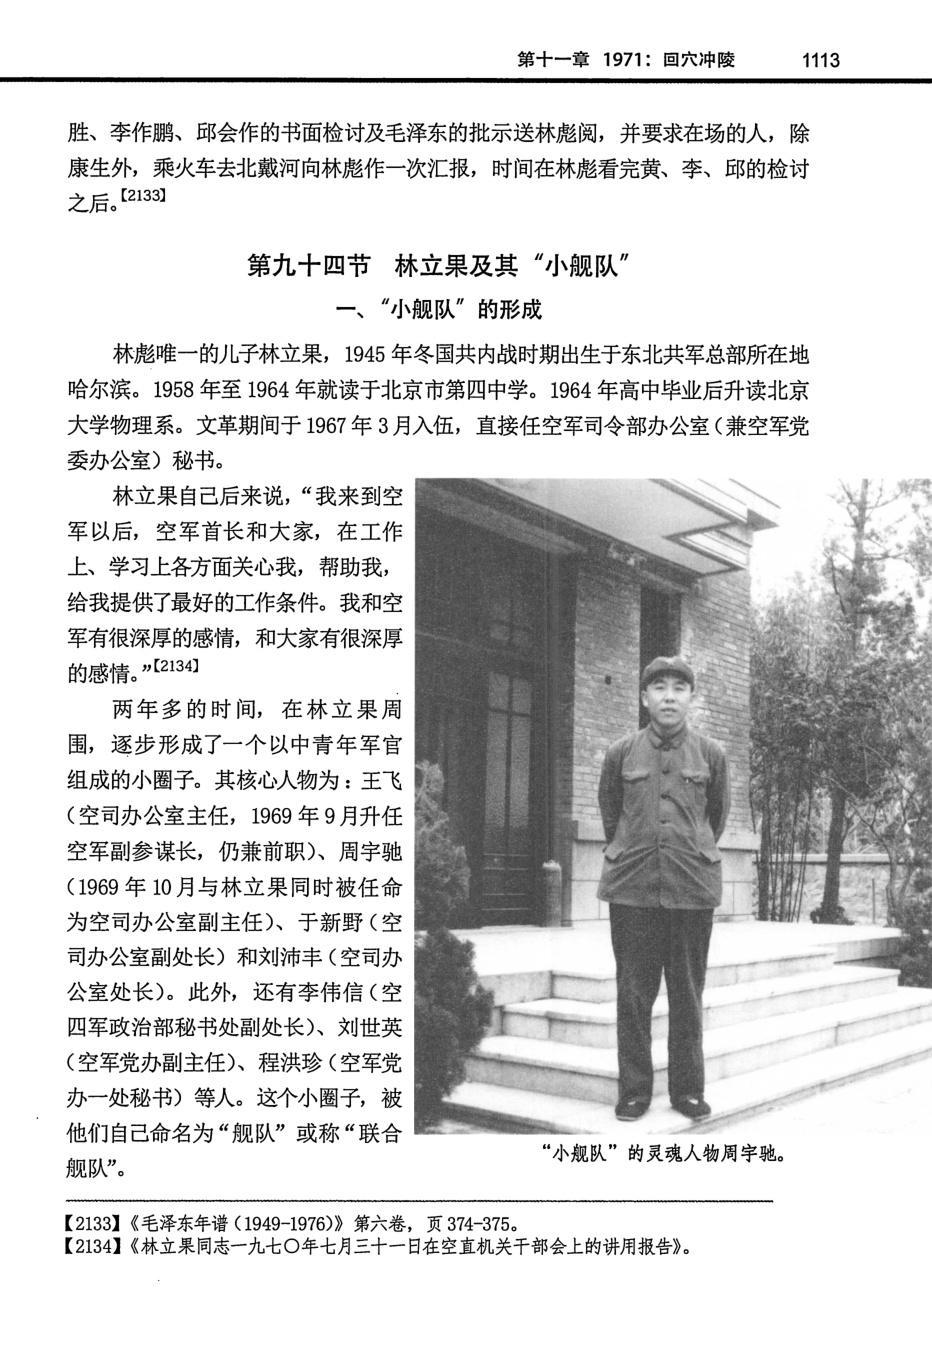 第十一章 1971：回穴冲陵 1113
胜、李作鹏、邱会作的书面检讨及毛泽东的批示送林彪阅，并要求在场的人，除
康生外，乘火车去北戴河向林彪作一次汇报，时间在林彪看完黄、李、邱的检讨
之后。【2133】
第九十四节 林立果及其“小舰队”
一、“小舰队”的形成
林彪唯一的儿子林立果，1945 年冬国共内战时期出生于东北共军总部所在地
哈尔滨。1958 年至 1964 年就读于北京市第四中学。1964 年高中毕业后升读北京
大学物理系。文革期间于 1967 年 3 月入伍，直接任空军司令部办公室（兼空军党
委办公室）秘书。
林立果自己后来说，“我来到空
军以后，空军首长和大家，在工作
上、学习上各方面关心我，帮助我，
给我提供了最好的工作条件。我和空
军有很深厚的感情，和大家有很深厚
的感情。”【2134】
两年多的时间，在林立果周
围，逐步形成了一个以中青年军官
组成的小圈子。其核心人物为：王飞
（空司办公室主任，1969 年 9 月升任
空军副参谋长，仍兼前职）、周宇驰
（1969 年 10 月与林立果同时被任命
为空司办公室副主任）、于新野（空
司办公室副处长）和刘沛丰（空司办
公室处长）。此外，还有李伟信（空
四军政治部秘书处副处长）、刘世英
（空军党办副主任）、程洪珍（空军党
办一处秘书）等人。这个小圈子，被
他们自己命名为“舰队”或称“联合
舰队”。
“小舰队”的灵魂人物周宇驰。
【2133】《毛泽东年谱（1949-1976）》第六卷，页 374-375。
【2134】《林立果同志一九七〇年七月三十一日在空直机关干部会上的讲用报告》。